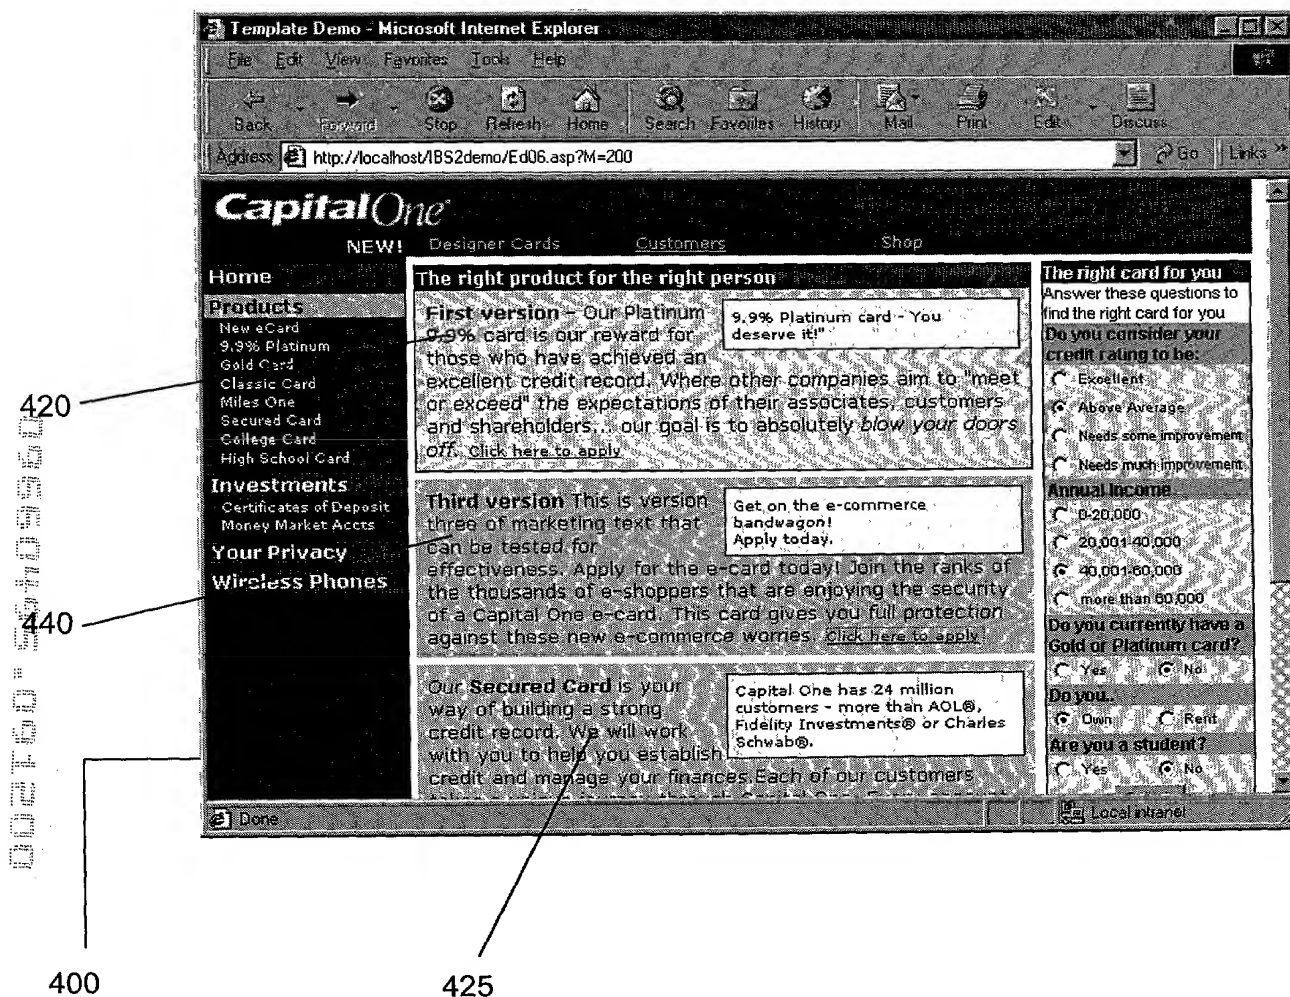 Template Demo - Microsoft Internet Explorer
File Edit View Favorites Tools Help
Back Forward Stop Refresh Home Search Favorites History Mail Print Edit Discuss
Address http://localhost/IBS2demo/Ed06.asp?M=200 Go Links »
CapitalOne
NEW! Designer Cards Customers Shop
Home
Products
New eCard
9.9% Platinum
Gold Card
Classic Card
Miles One
Secured Card
College Card
High School Card
Investments
Certificates of Deposit
Money Market Accts
Your Privacy
Wireless Phones
The right product for the right person
First version - Our Platinum
9.9% card is our reward for
those who have achieved an
excellent credit record. Where other companies aim to "meet
or exceed" the expectations of their associates, customers
and shareholders... our goal is to absolutely blow your doors
off. Click here to apply
9.9% Platinum card - You
deserve it!"
Third version This is version
three of marketing text that
can be tested for
effectiveness. Apply for the e-card today! Join the ranks of
the thousands of e-shoppers that are enjoying the security
of a Capital One e-card. This card gives you full protection
against these new e-commerce worries. Click here to apply!
Get on the e-commerce
bandwagon!
Apply today.
Our Secured Card is your
way of building a strong
credit record. We will work
with you to help you establish
credit and manage your finances.Each of our customers
Capital One has 24 million
customers - more than AOL®,
Fidelity Investments® or Charles
Schwab®.
The right card for you
Answer these questions to
find the right card for you
Do you consider your
credit rating to be:
Excellent
Above Average
Needs some improvement
Needs much improvement
Annual Income
0-20,000
20,001-40,000
40,001-60,000
more than 60,000
Do you currently have a
Gold or Platinum card?
Yes No
Do you..
Own Rent
Are you a student?
Yes No
Done Local intranet
420
440
400
425